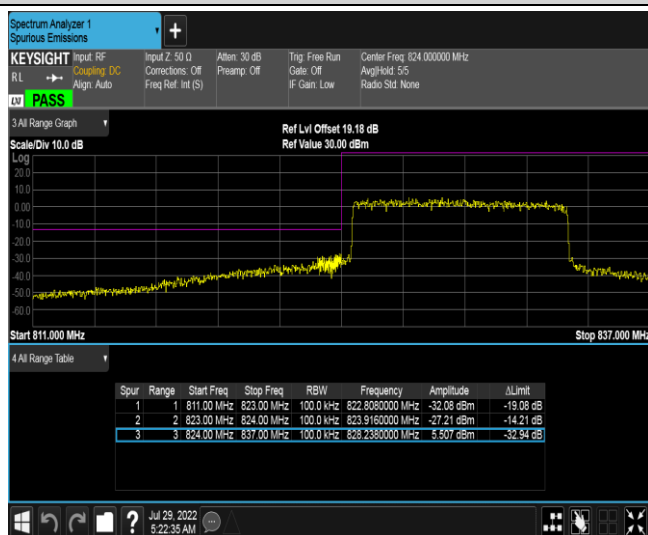 Spectrum Analyzer 1
Spurious Emissions
+
KEYSIGHT
RL
LXI PASS
Input: RF
Coupling: DC
Align: Auto
Input Z: 50 Ω
Corrections: Off
Freq Ref: Int (S)
Atten: 30 dB
Preamp: Off
Trig: Free Run
Gate: Off
IF Gain: Low
Center Freq: 824.000000 MHz
Avg|Hold: 5/5
Radio Std: None
3 All Range Graph
Scale/Div 10.0 dB
Ref Lvl Offset 19.18 dB
Ref Value 30.00 dBm
Log
20.0
10.0
0.00
-10.0
-20.0
-30.0
-40.0
-50.0
-60.0
Start 811.000 MHz Stop 837.000 MHz
4 All Range Table
Spur Range Start Freq Stop Freq RBW Frequency Amplitude ΔLimit
1 1 811.00 MHz 823.00 MHz 100.0 kHz 822.8080000 MHz -32.08 dBm -19.08 dB
2 2 823.00 MHz 824.00 MHz 100.0 kHz 823.9160000 MHz -27.21 dBm -14.21 dB
3 3 824.00 MHz 837.00 MHz 100.0 kHz 828.2380000 MHz 5.507 dBm -32.94 dB
?
Jul 29, 2022
5:22:35 AM